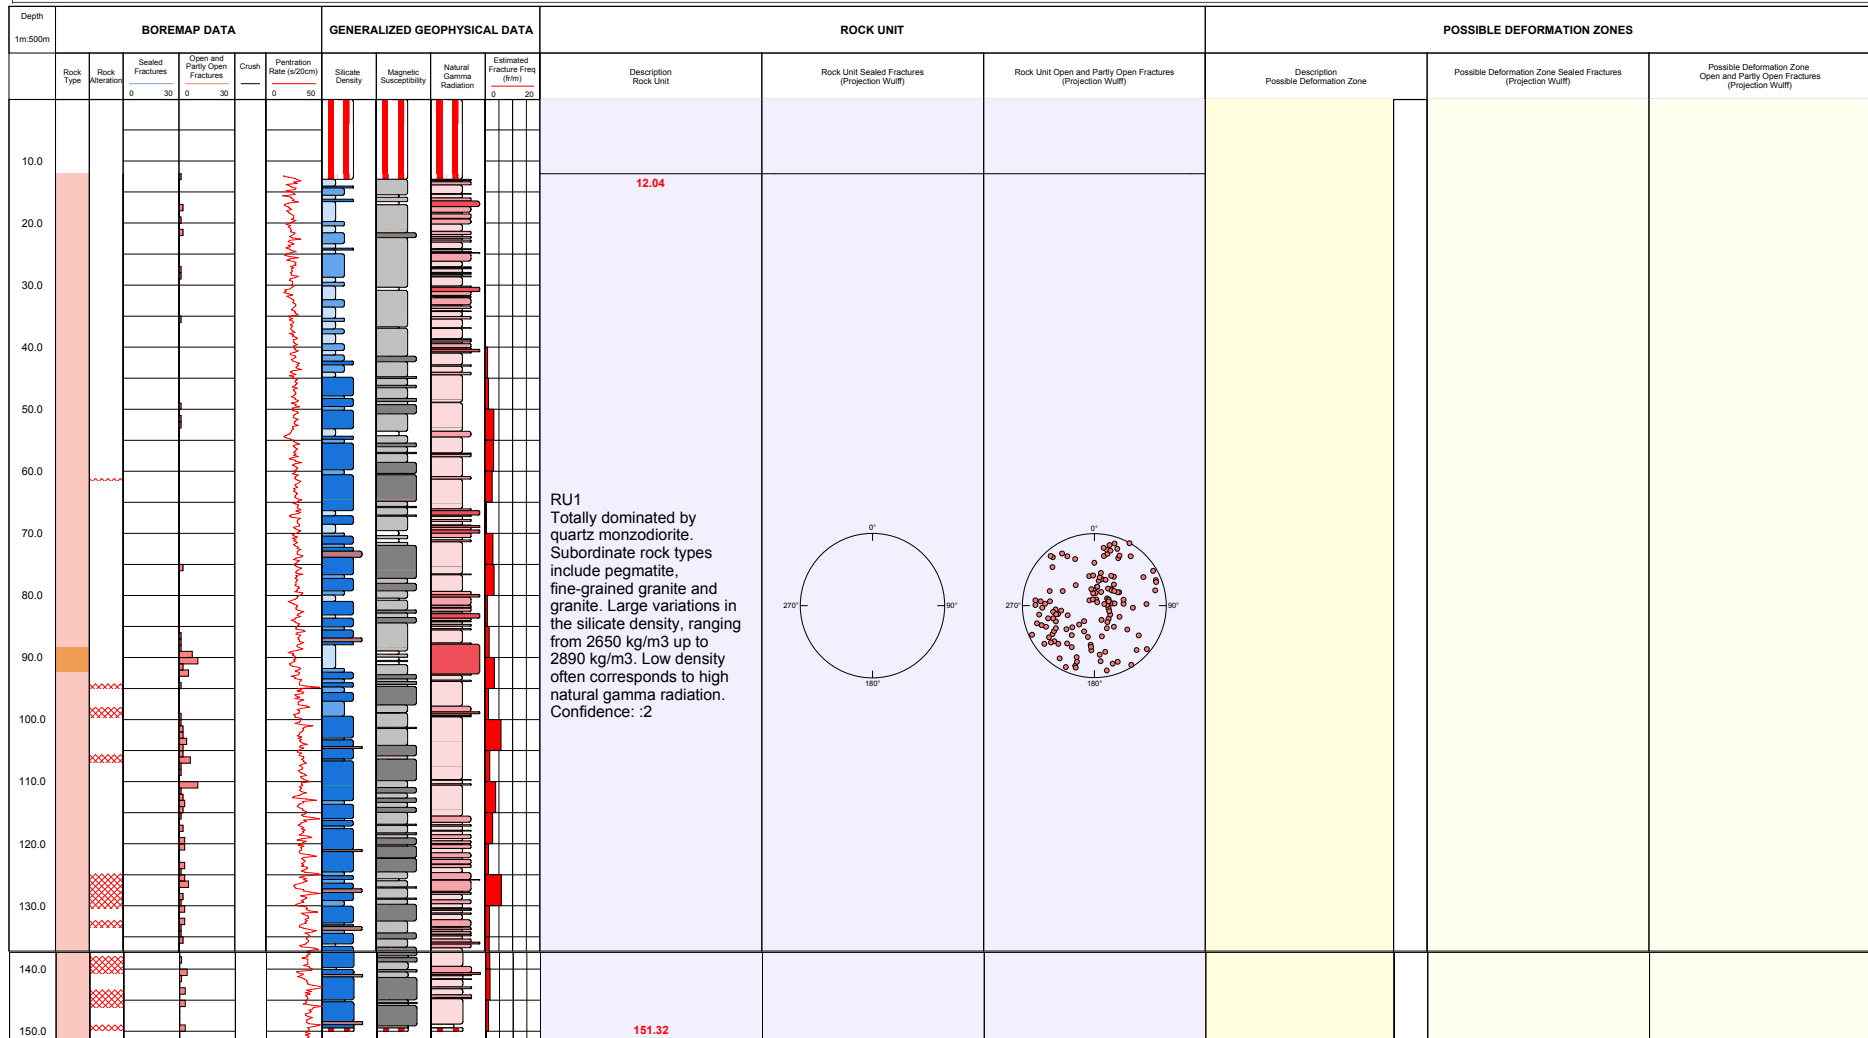 Depth
1m:500m
BOREMAP DATA
GENERALIZED GEOPHYSICAL DATA
ROCK UNIT
POSSIBLE DEFORMATION ZONES
Rock
Type
Rock
Alteration
Sealed
Fractures
0 30
Open and
Partly Open
Fractures
0 30
Crush
Pentration
Rate (s/20cm)
0 50
Silicate
Density
Magnetic
Susceptibility
Natural
Gamma
Radiation
Estimated
Fracture Freq
(fr/m)
0 20
Description
Rock Unit
Rock Unit Sealed Fractures
(Projection Wulff)
Rock Unit Open and Partly Open Fractures
(Projection Wulff)
Description
Possible Deformation Zone
Possible Deformation Zone Sealed Fractures
(Projection Wulff)
Possible Deformation Zone
Open and Partly Open Fractures
(Projection Wulff)
10.0
12.04
20.0
30.0
40.0
50.0
60.0
70.0
80.0
90.0
100.0
110.0
120.0
130.0
140.0
150.0
RU1
Totally dominated by
quartz monzodiorite.
Subordinate rock types
include pegmatite,
fine-grained granite and
granite. Large variations in
the silicate density, ranging
from 2650 kg/m3 up to
2890 kg/m3. Low density
often corresponds to high
natural gamma radiation.
Confidence: :2
0°
270° 90°
180°
0°
270° 90°
180°
151.32